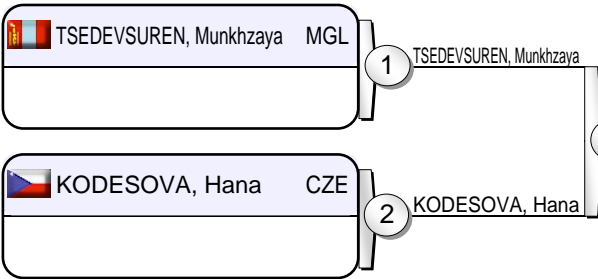 TSEDEVSUREN, Munkhzaya MGL
1 TSEDEVSUREN, Munkhzaya
KODESOVA, Hana CZE
2 KODESOVA, Hana